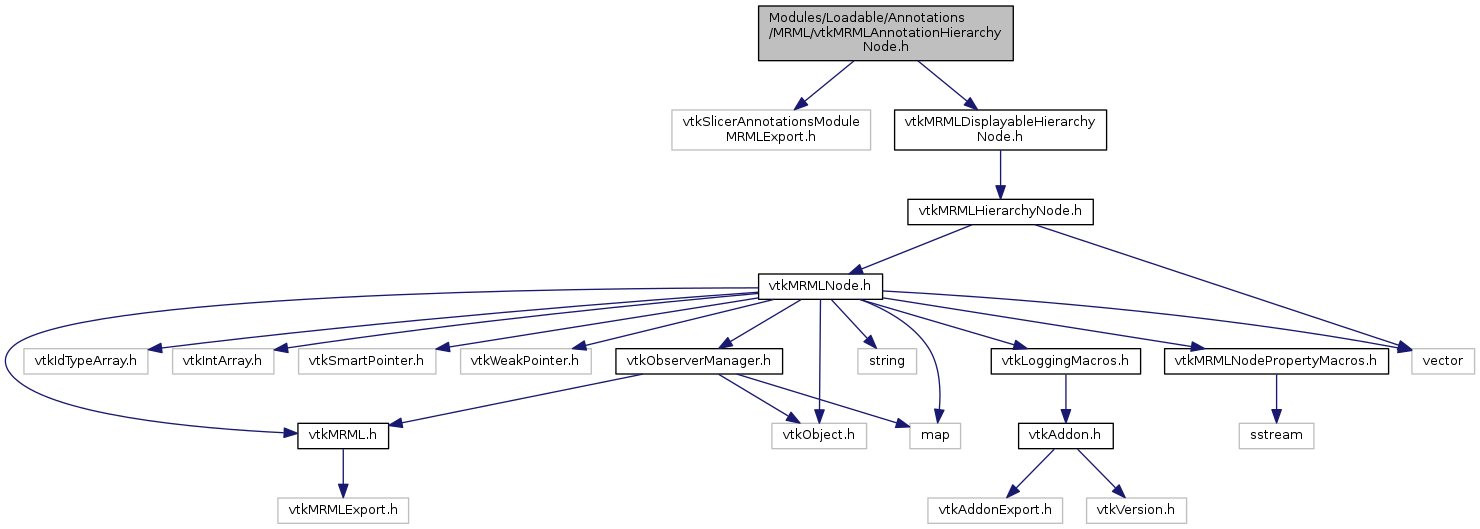 Modules/Loadable/Annotations
/MRML/vtkMRMLAnnotationHierarchy
Node.h
vtkSlicerAnnotationsModule
MRMLExport.h
vtkMRMLDisplayableHierarchy
Node.h
vtkMRMLHierarchyNode.h
vtkMRMLNode.h
vtkIdTypeArray.h
vtkIntArray.h
vtkSmartPointer.h
vtkWeakPointer.h
vtkObserverManager.h
string
vtkLoggingMacros.h
vtkMRMLNodePropertyMacros.h
vector
vtkMRML.h
vtkObject.h
map
vtkAddon.h
sstream
vtkMRMLExport.h
vtkAddonExport.h
vtkVersion.h